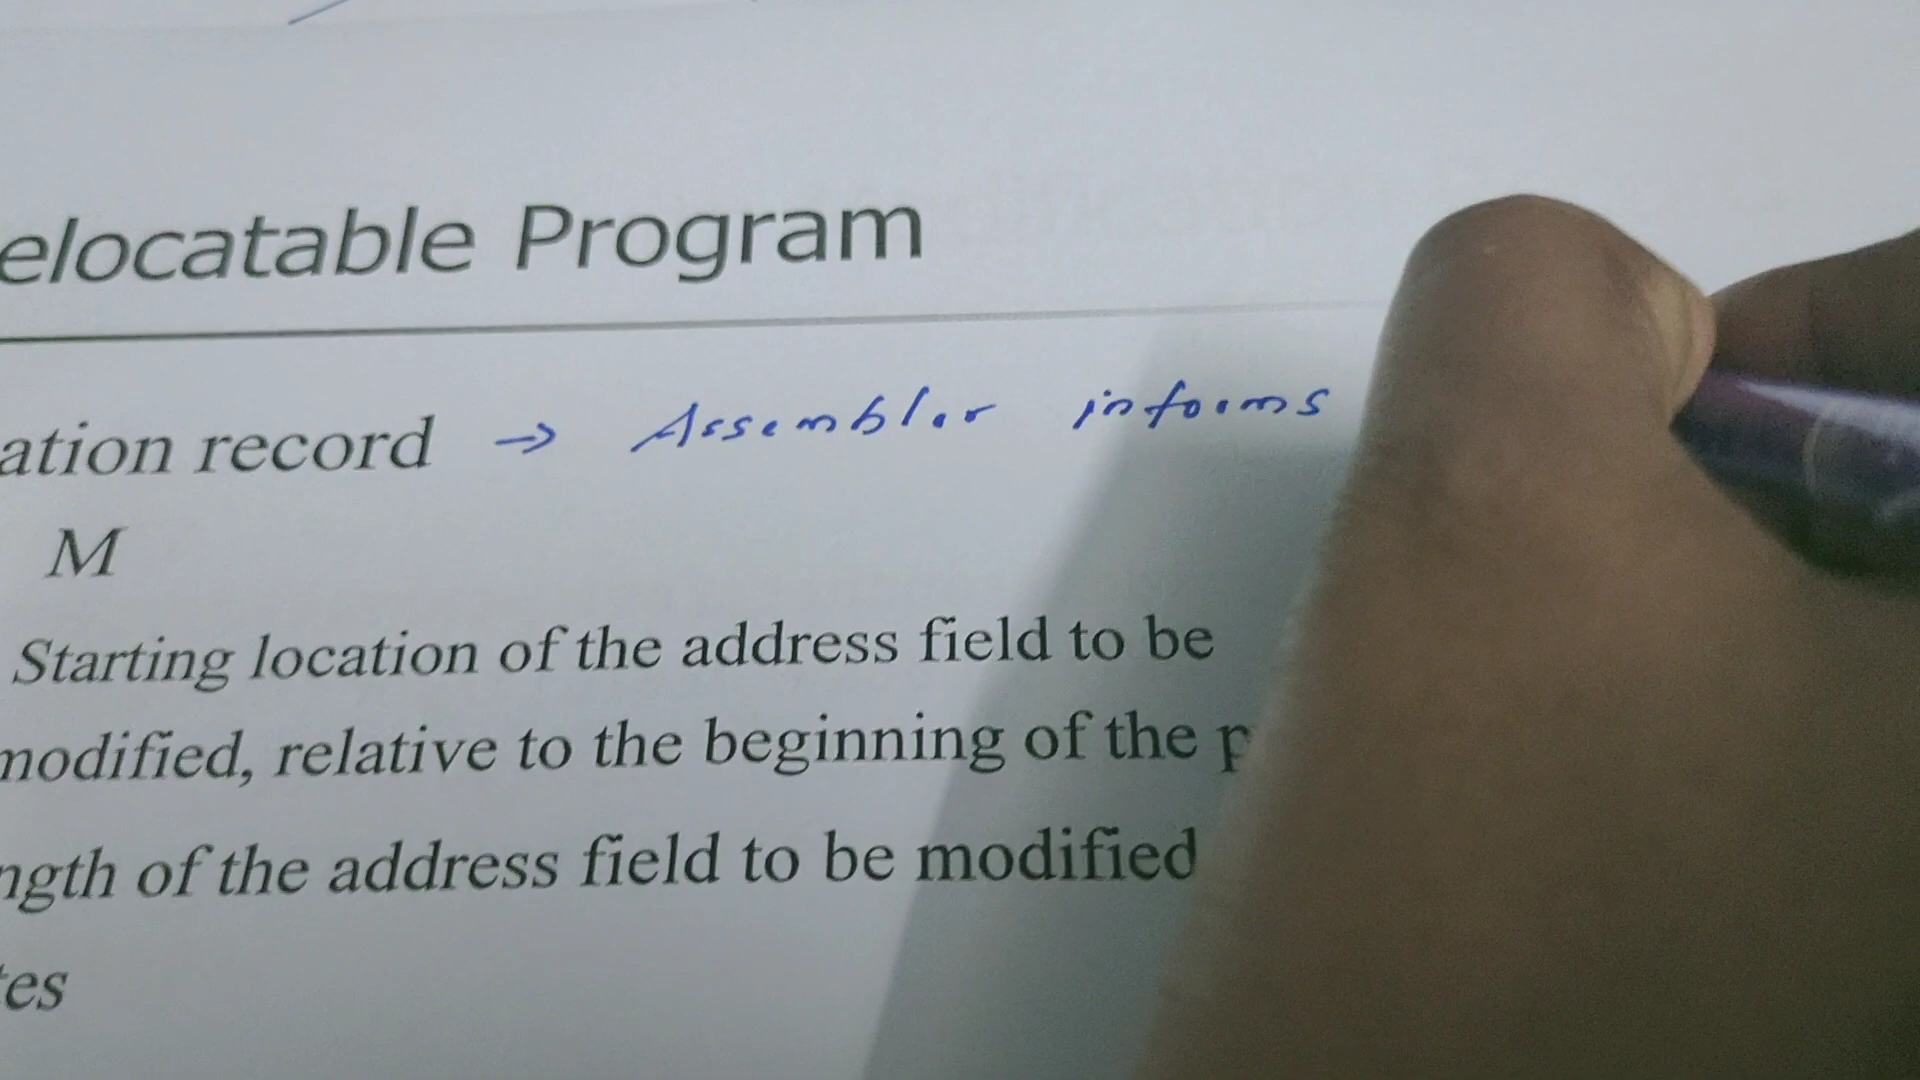 elocatable Program
ation record → Assembler informs
M
Starting location of the address field to be
modified, relative to the beginning of the p
ngth of the address field to be modified
es